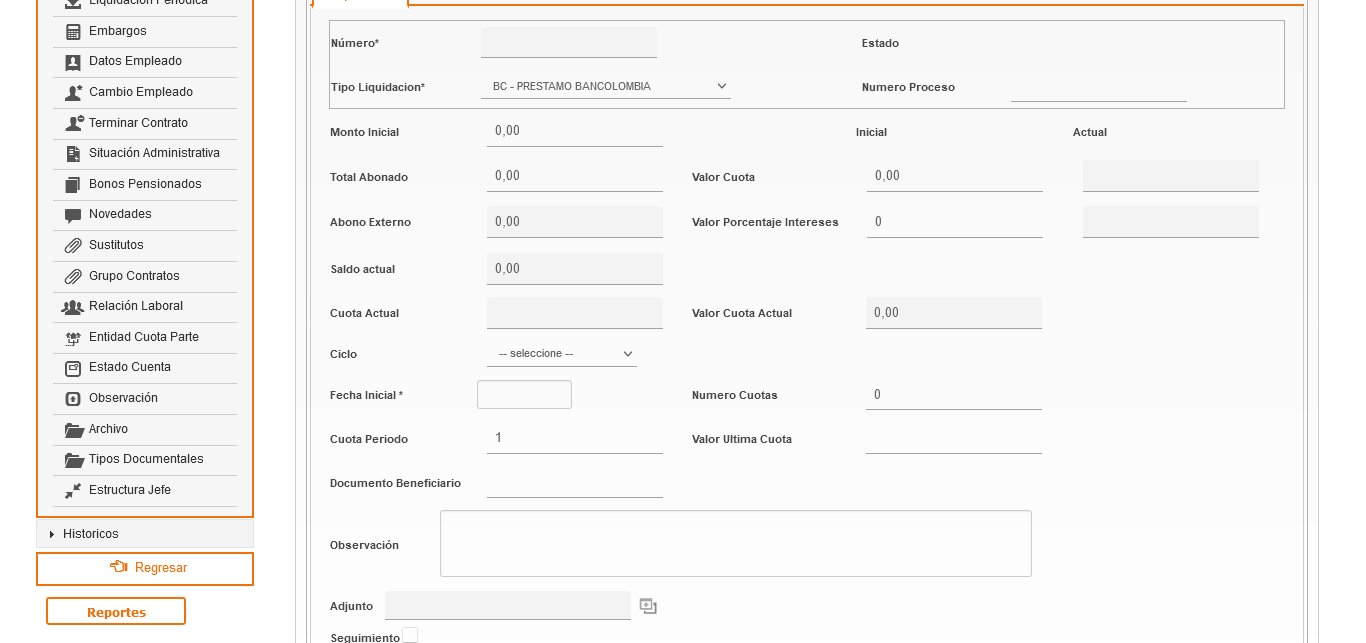 Liquidación Periódica
Embargos
Datos Empleado
Cambio Empleado
Terminar Contrato
Situación Administrativa
Bonos Pensionados
Novedades
Sustitutos
Grupo Contratos
Relación Laboral
Entidad Cuota Parte
Estado Cuenta
Observación
Archivo
Tipos Documentales
Estructura Jefe
Historicos
Regresar
Reportes
Número*
Estado
Tipo Liquidacion*
BC - PRESTAMO BANCOLOMBIA
Numero Proceso
Monto Inicial
0,00
Inicial
Actual
Total Abonado
0,00
Valor Cuota
0,00
Abono Externo
0,00
Valor Porcentaje Intereses
0
Saldo actual
0,00
Cuota Actual
Valor Cuota Actual
0,00
Ciclo
-- seleccione --
Fecha Inicial *
Numero Cuotas
0
Cuota Periodo
1
Valor Ultima Cuota
Documento Beneficiario
Observación
Adjunto
Seguimiento